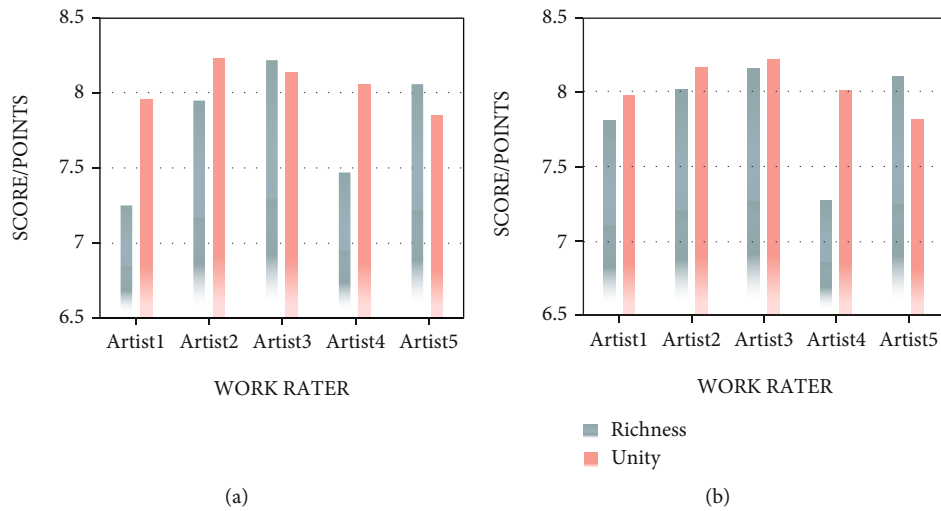 SCORE/POINTS
8.5
8
7.5
7
6.5
Artist1 Artist2 Artist3 Artist4 Artist5
WORK RATER
(a)
SCORE/POINTS
8.5
8
7.5
7
6.5
Artist1 Artist2 Artist3 Artist4 Artist5
WORK RATER
Richness
Unity
(b)